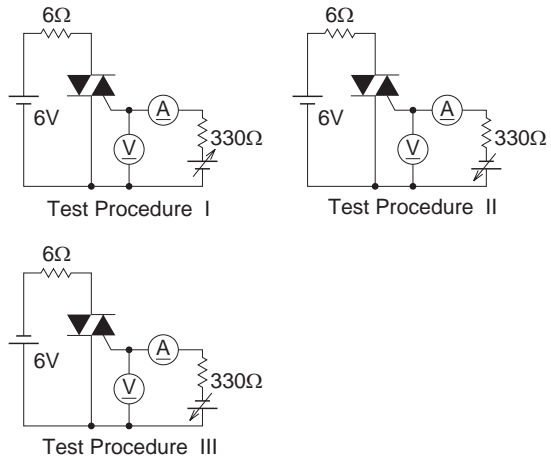 6Ω
6V
A
V
330Ω
Test Procedure I
6Ω
6V
A
V
330Ω
Test Procedure II
6Ω
6V
A
V
330Ω
Test Procedure III